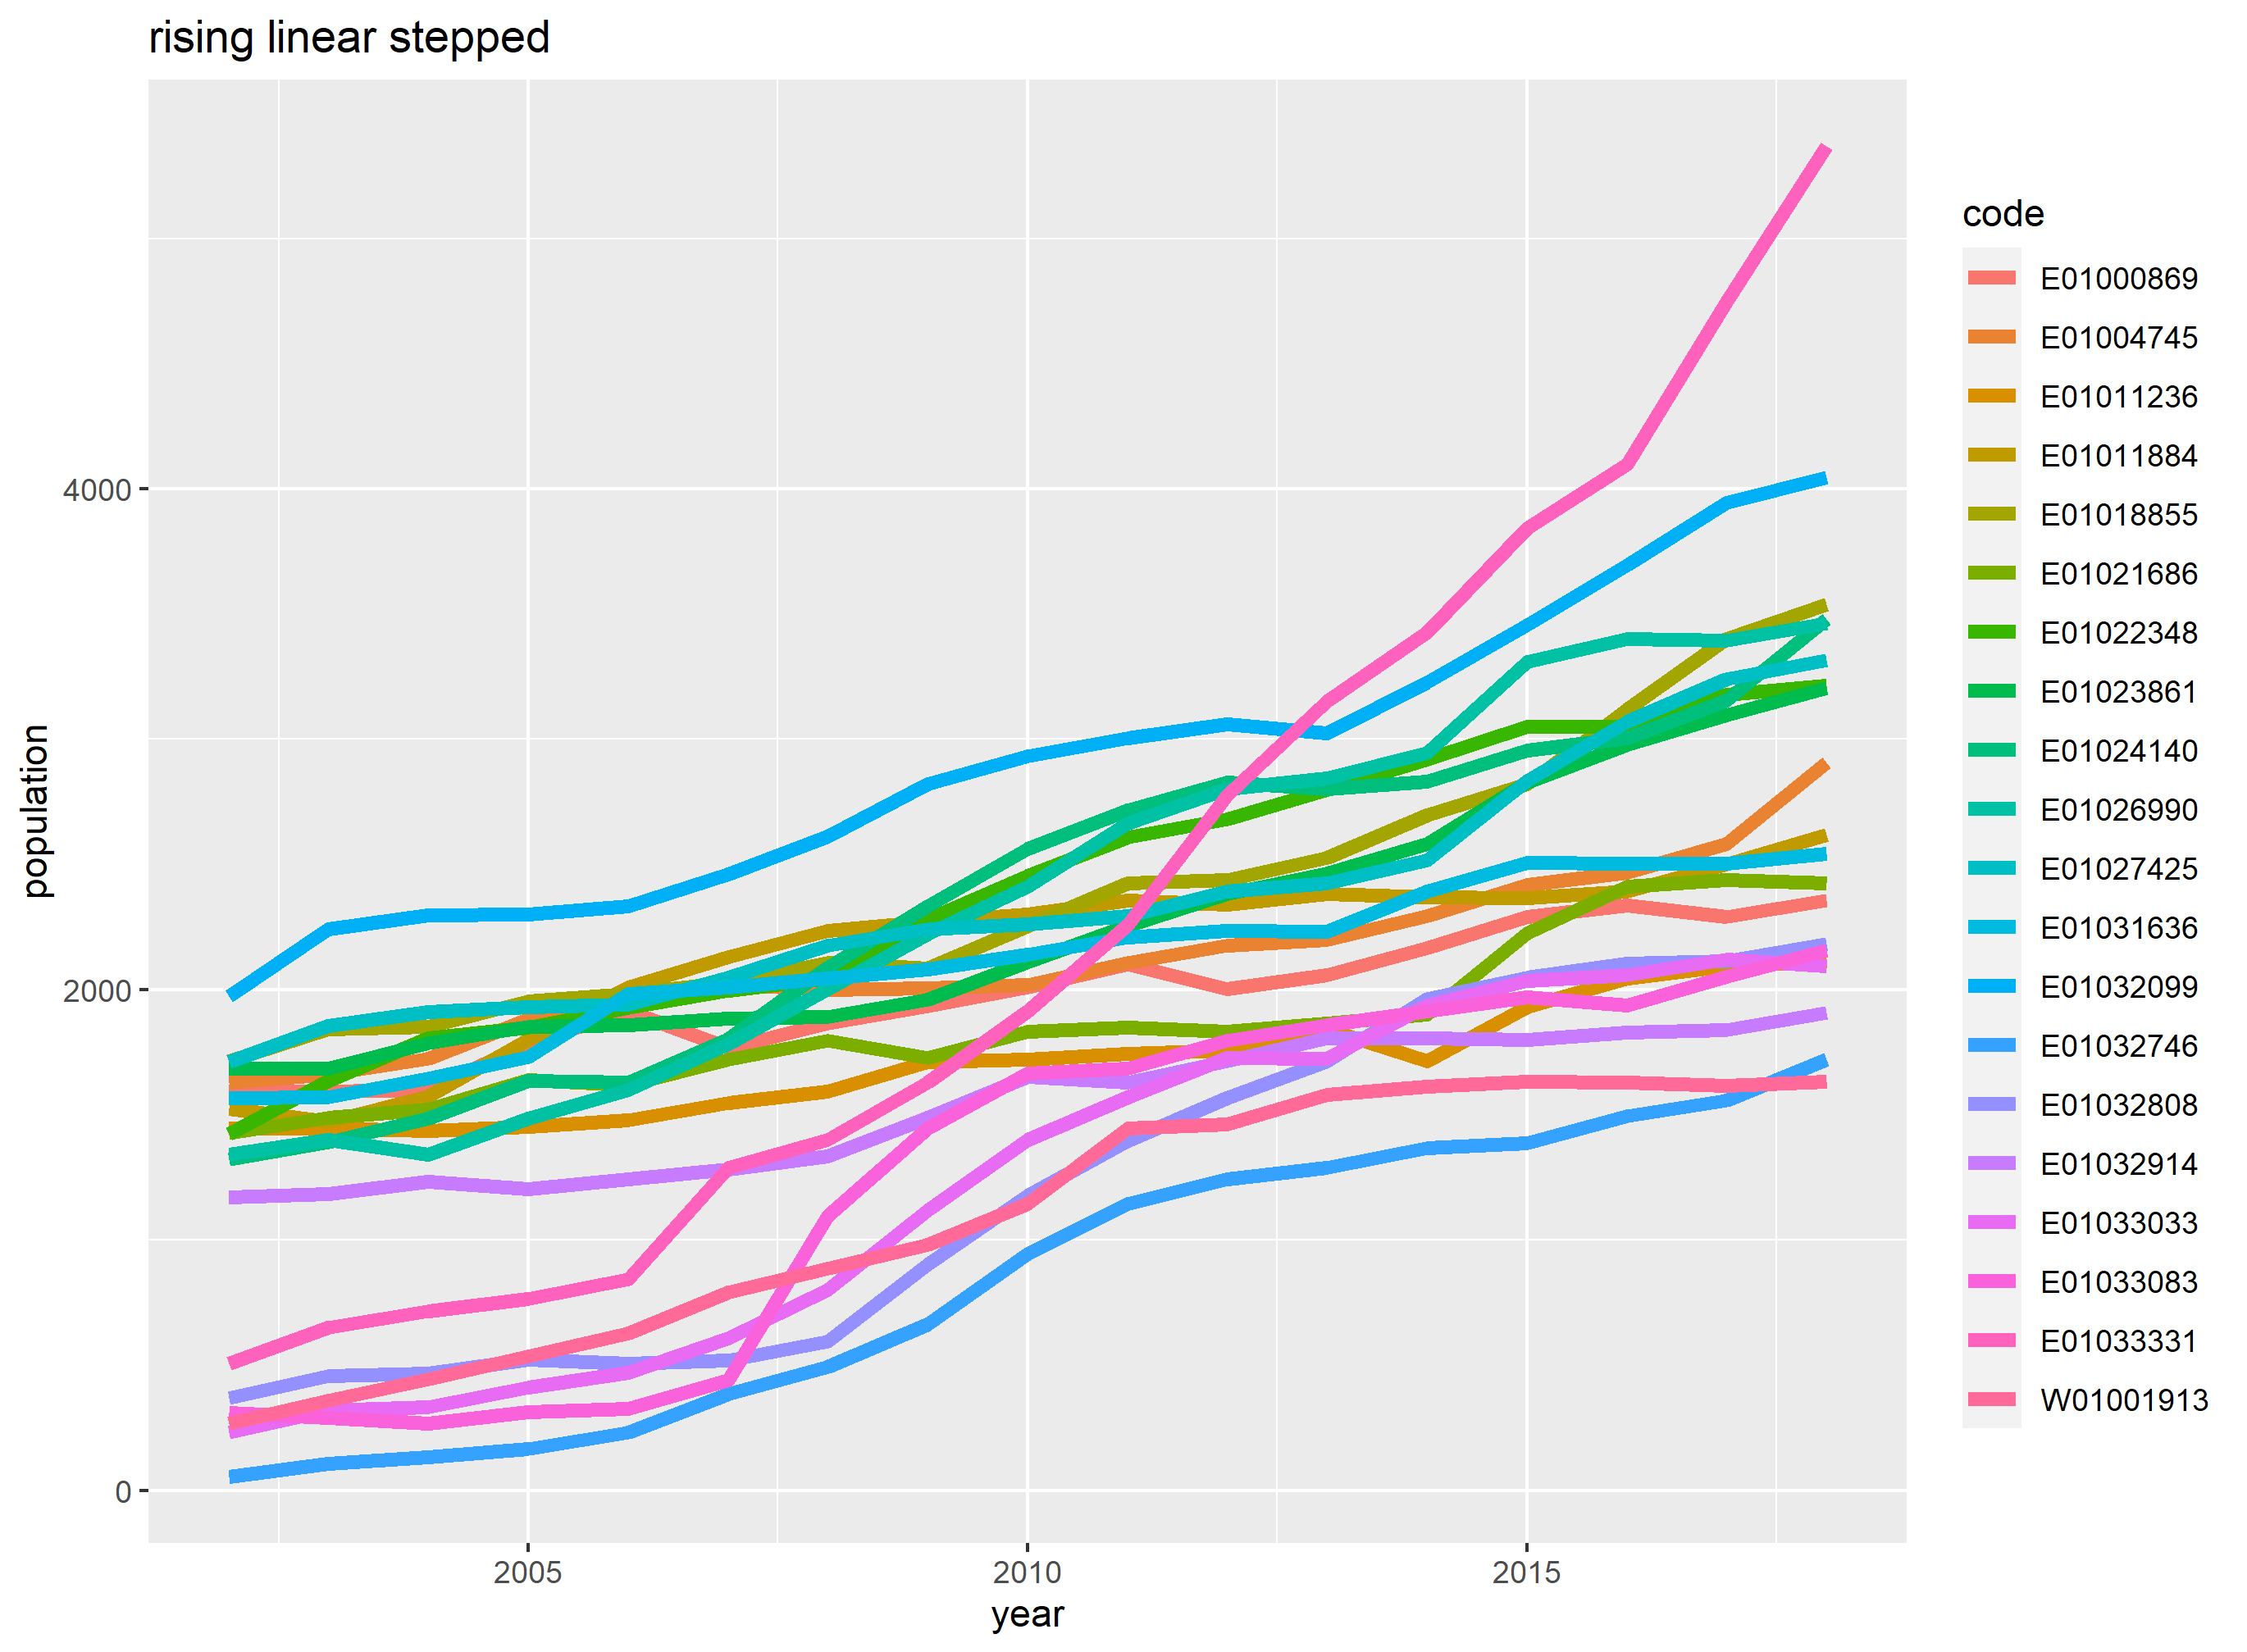 rising linear stepped
population
4000
2000
0
2005
2010
2015
year
code
E01000869
E01004745
E01011236
E01011884
E01018855
E01021686
E01022348
E01023861
E01024140
E01026990
E01027425
E01031636
E01032099
E01032746
E01032808
E01032914
E01033033
E01033083
E01033331
W01001913